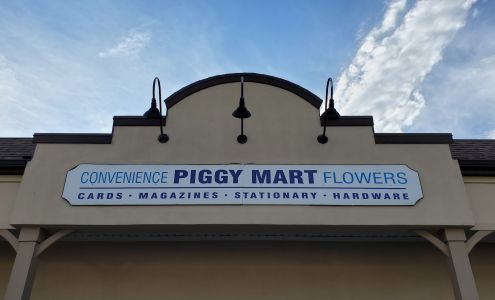 CONVENIENCE PIGGY MART FLOWERS
CARDS · MAGAZINES · STATIONARY · HARDWARE